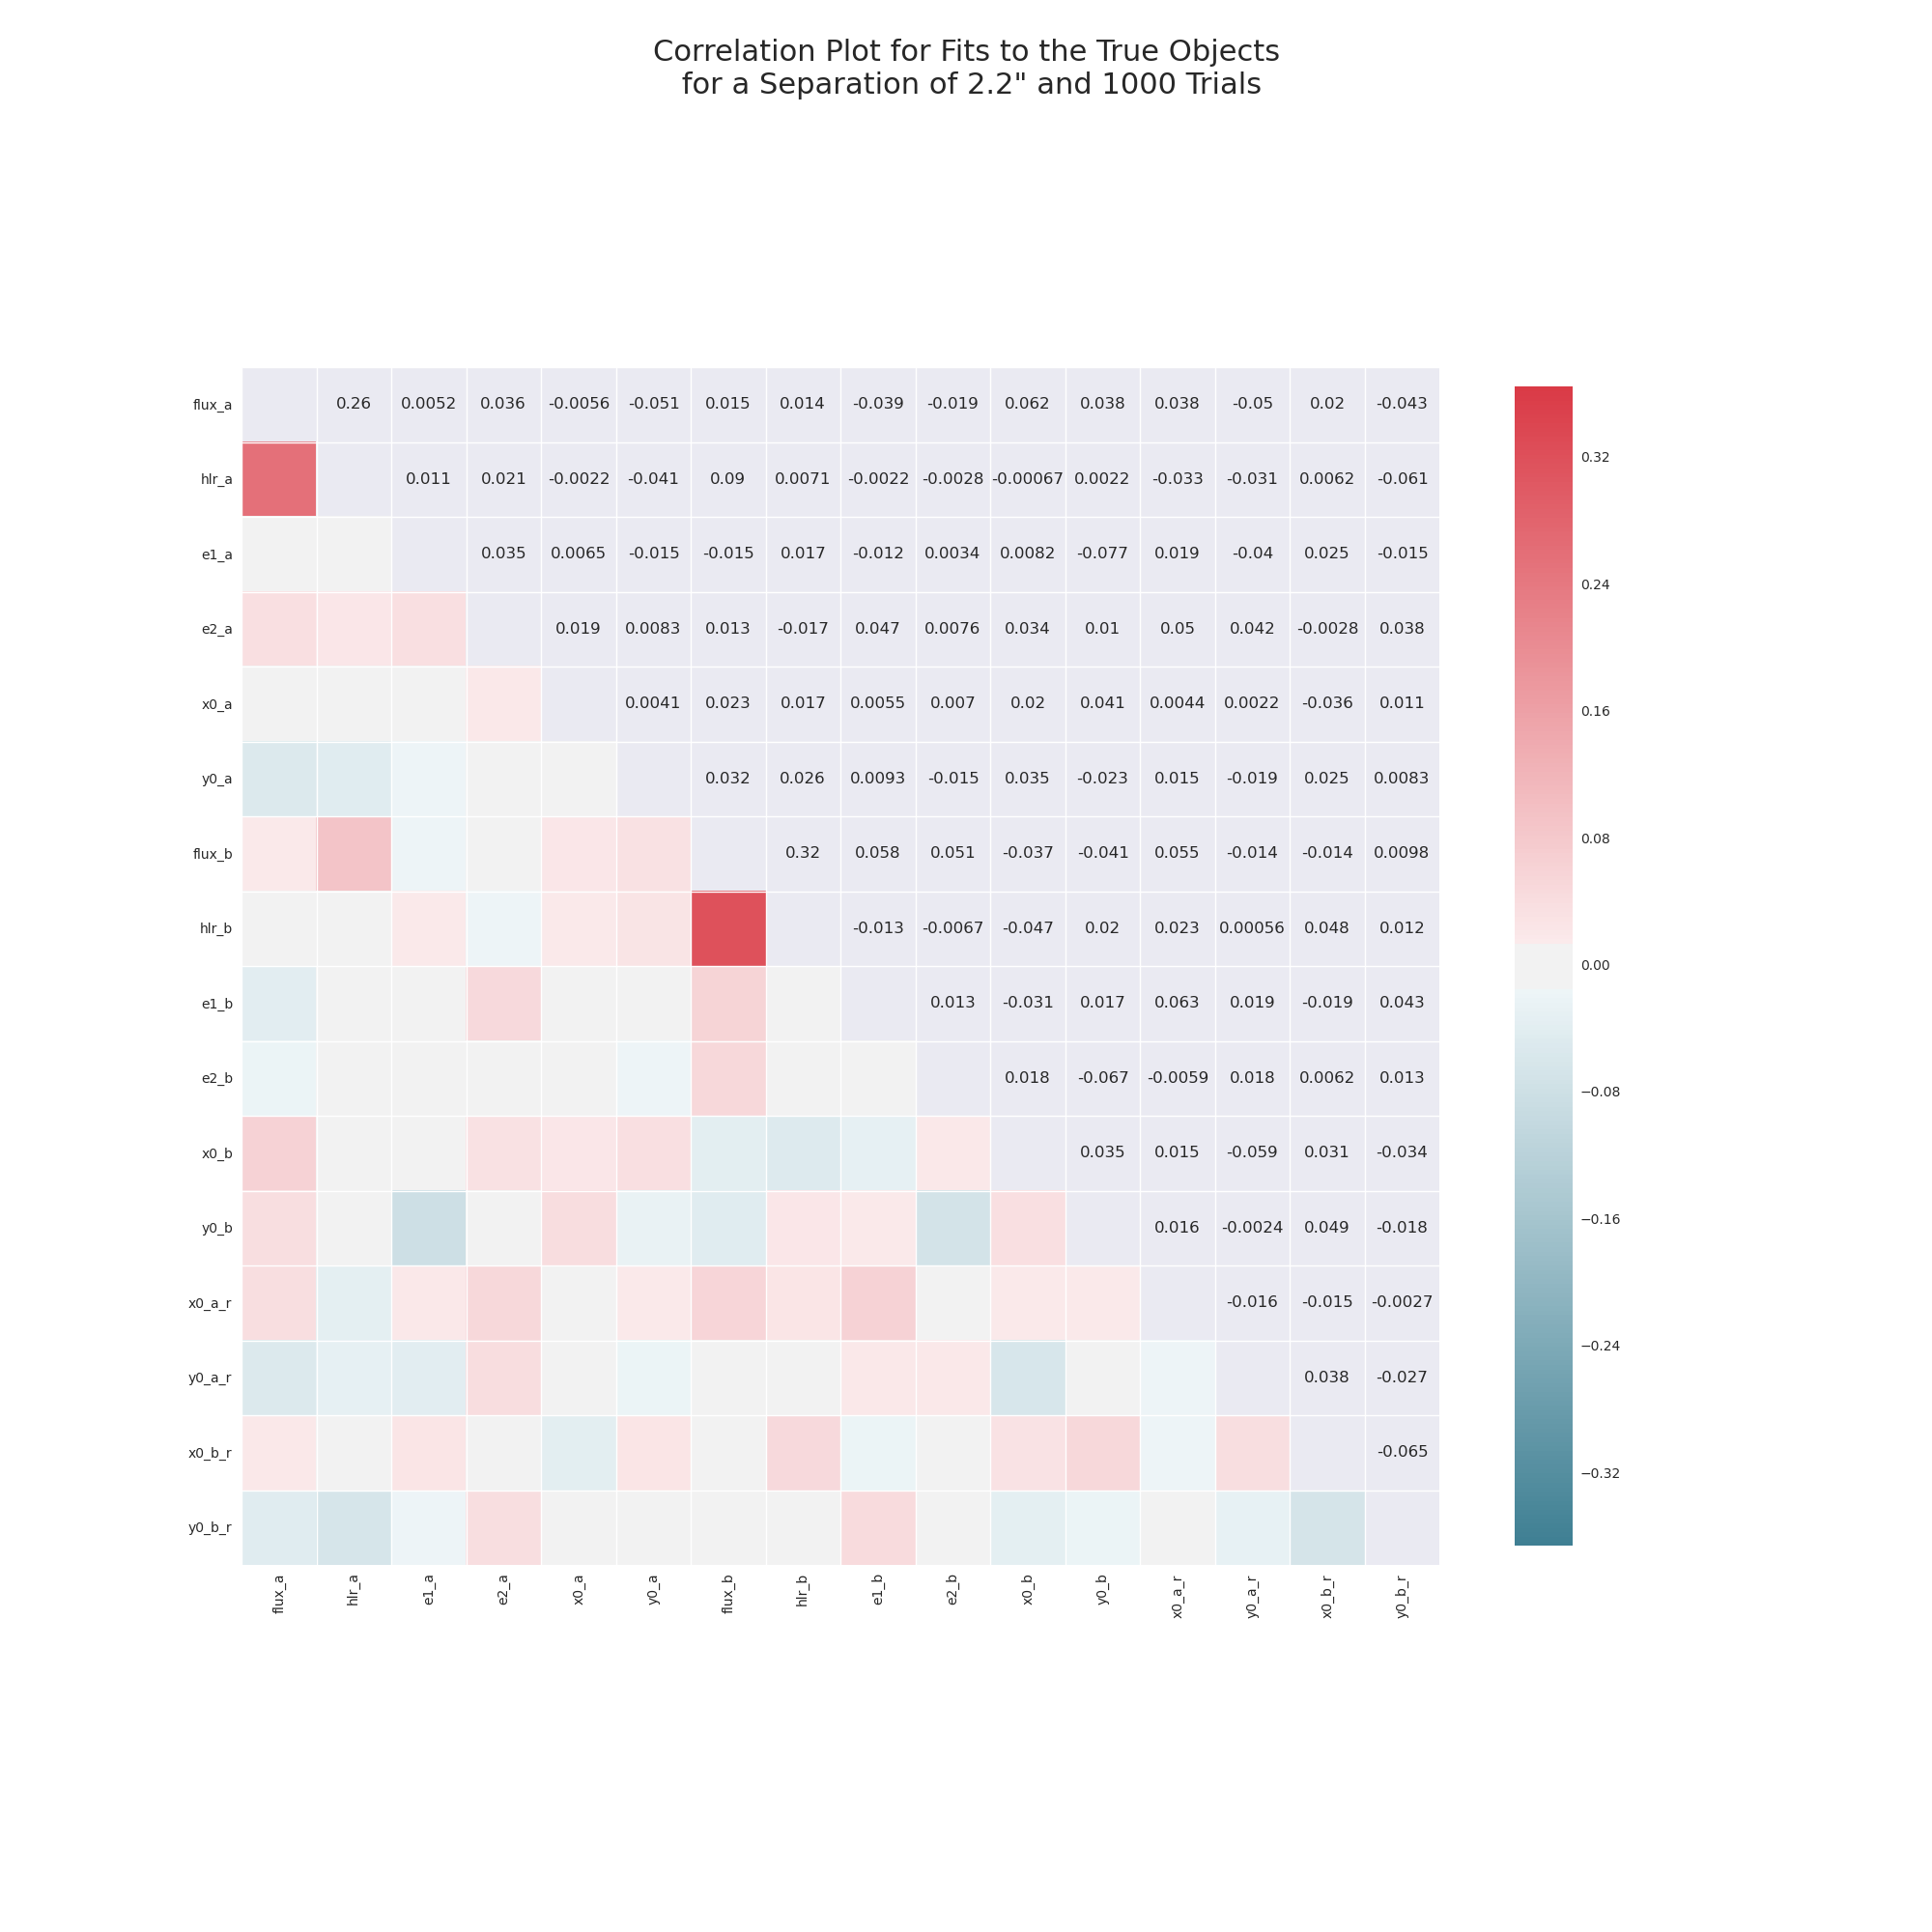 Correlation Plot for Fits to the True Objects
for a Separation of 2.2" and 1000 Trials
flux_a 0.26 0.0052 0.036 -0.0056 -0.051 0.015 0.014 -0.039 -0.019 0.062 0.038 0.038 -0.05 0.02 -0.043
0.32
hlr_a 0.011 0.021 -0.0022 -0.041 0.09 0.0071 -0.0022 -0.0028 -0.00067 0.0022 -0.033 -0.031 0.0062 -0.061
e1_a 0.035 0.0065 -0.015 -0.015 0.017 -0.012 0.0034 0.0082 -0.077 0.019 -0.04 0.025 -0.015
0.24
e2_a 0.019 0.0083 0.013 -0.017 0.047 0.0076 0.034 0.01 0.05 0.042 -0.0028 0.038
x0_a 0.0041 0.023 0.017 0.0055 0.007 0.02 0.041 0.0044 0.0022 -0.036 0.011
0.16
y0_a 0.032 0.026 0.0093 -0.015 0.035 -0.023 0.015 -0.019 0.025 0.0083
0.08
flux_b 0.32 0.058 0.051 -0.037 -0.041 0.055 -0.014 -0.014 0.0098
hlr_b -0.013 -0.0067 -0.047 0.02 0.023 0.00056 0.048 0.012
0.00
e1_b 0.013 -0.031 0.017 0.063 0.019 -0.019 0.043
e2_b 0.018 -0.067 -0.0059 0.018 0.0062 0.013
−0.08
x0_b 0.035 0.015 -0.059 0.031 -0.034
−0.16
y0_b 0.016 -0.0024 0.049 -0.018
x0_a_r -0.016 -0.015 -0.0027
−0.24
y0_a_r 0.038 -0.027
x0_b_r -0.065
−0.32
y0_b_r
flux_a hlr_a e1_a e2_a x0_a y0_a flux_b hlr_b e1_b e2_b x0_b y0_b x0_a_r y0_a_r x0_b_r y0_b_r